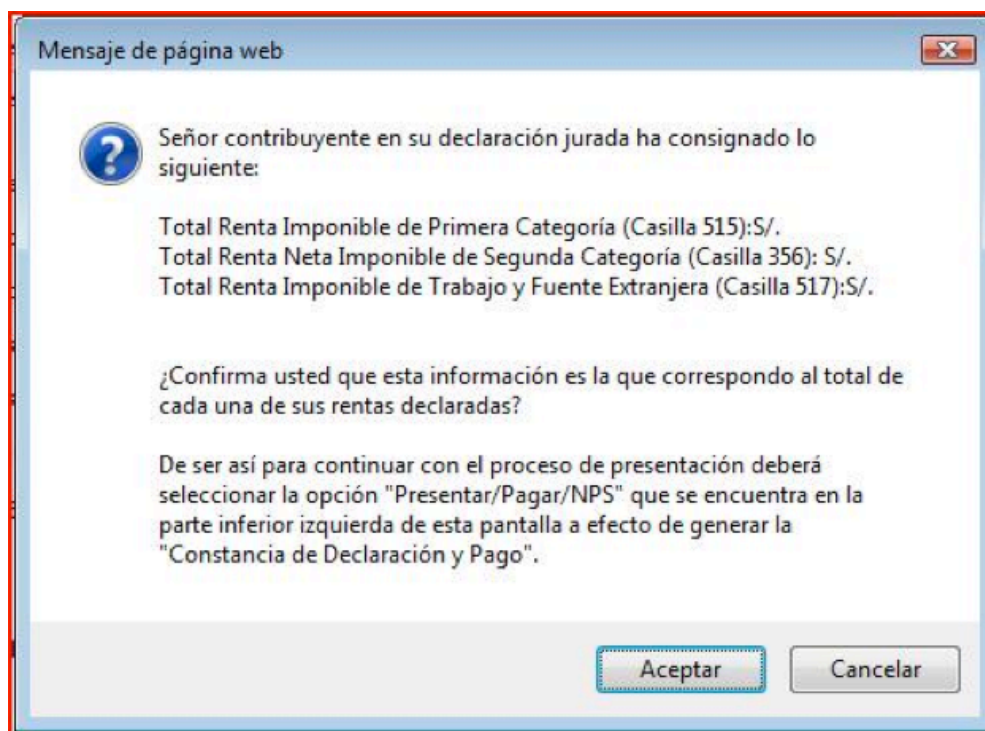 Mensaje de página web
Señor contribuyente en su declaración jurada ha consignado lo
siguiente:
Total Renta Imponible de Primera Categoría (Casilla 515):S/.
Total Renta Neta Imponible de Segunda Categoría (Casilla 356): S/.
Total Renta Imponible de Trabajo y Fuente Extranjera (Casilla 517):S/.
¿Confirma usted que esta información es la que correspondo al total de
cada una de sus rentas declaradas?
De ser así para continuar con el proceso de presentación deberá
seleccionar la opción "Presentar/Pagar/NPS" que se encuentra en la
parte inferior izquierda de esta pantalla a efecto de generar la
"Constancia de Declaración y Pago".
Aceptar Cancelar